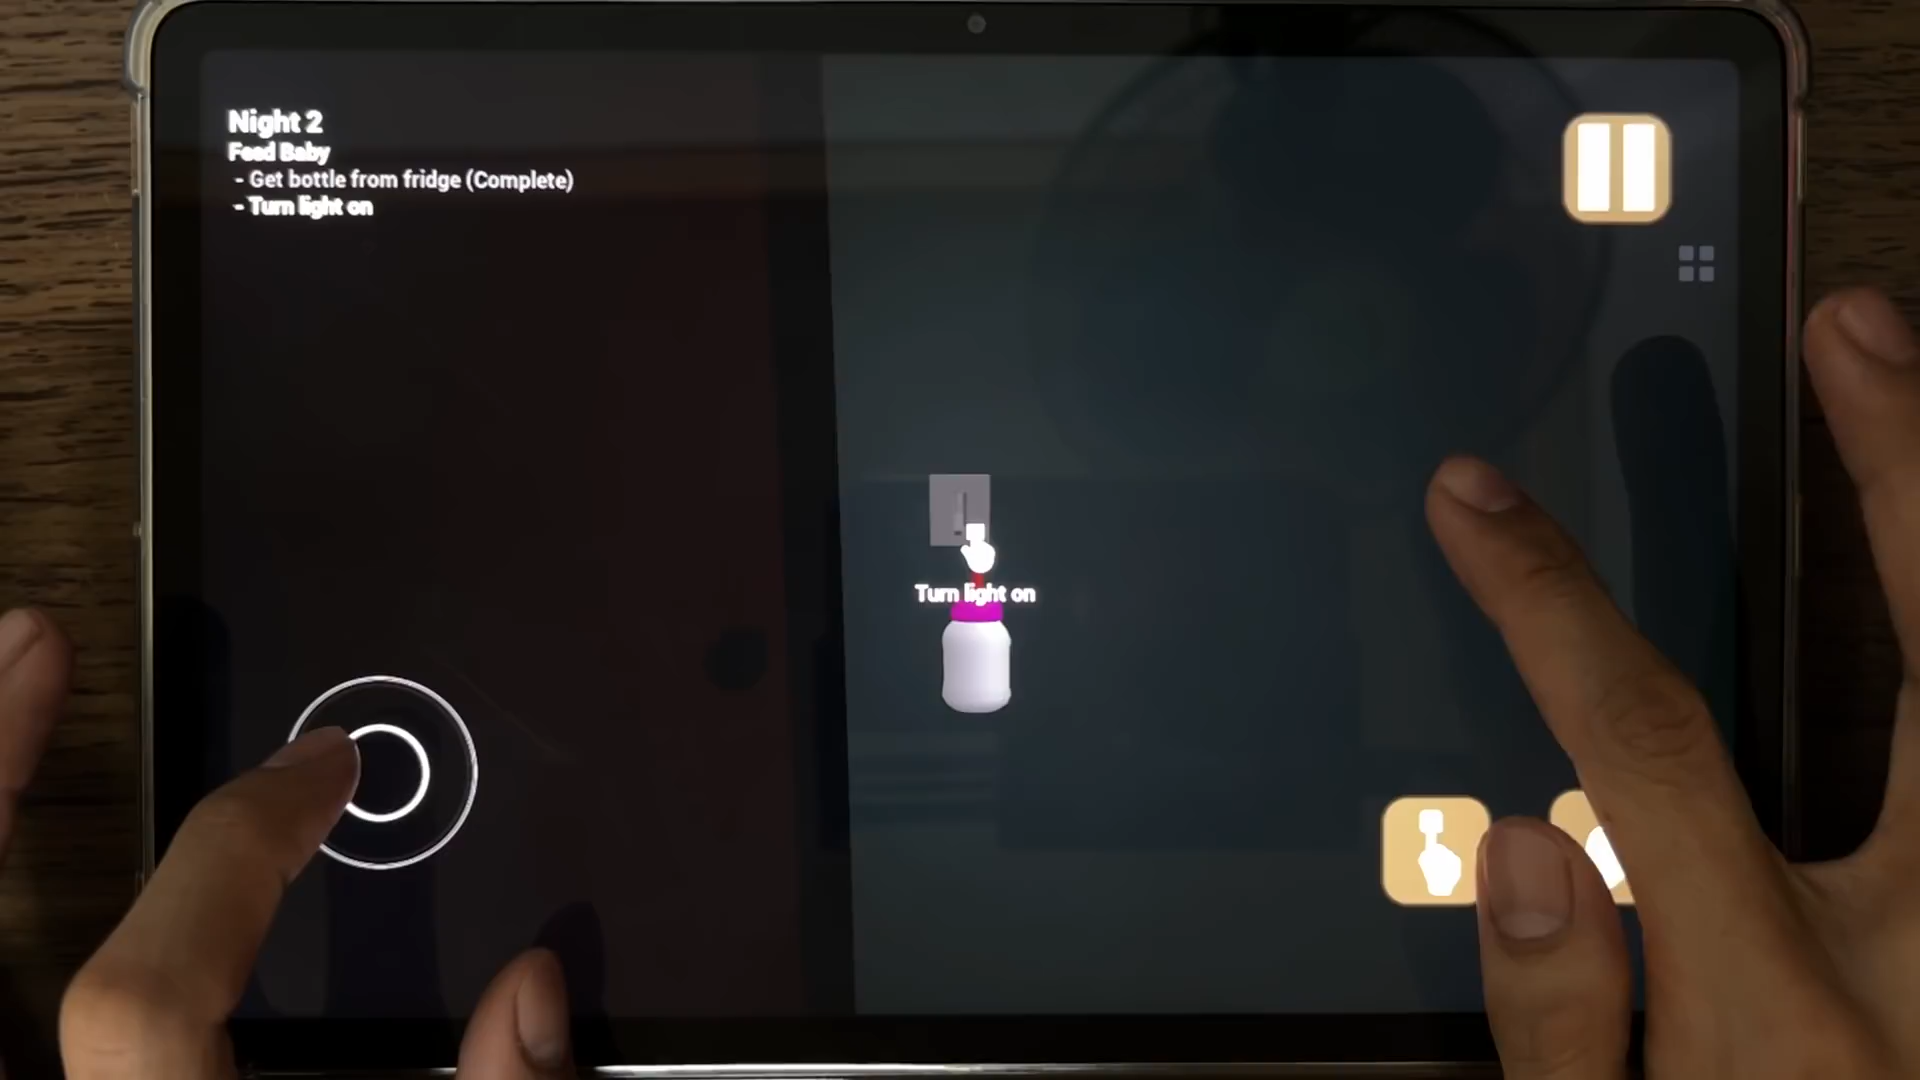 Night 2
Feed Baby
- Get bottle from fridge (Complete)
- Turn light on
Turn light on